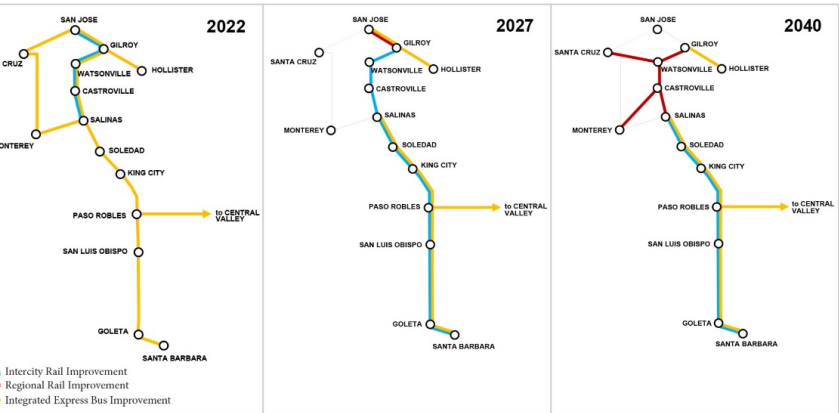 2022
SAN JOSE
GILROY
CRUZ
HOLLISTER
WATSONVILLE
CASTROVILLE
SALINAS
ONTEREY
SOLEDAD
KING CITY
PASO ROBLES
to CENTRAL
VALLEY
SAN LUIS OBISPO
GOLETA
SANTA BARBARA
Intercity Rail Improvement
Regional Rail Improvement
Integrated Express Bus Improvement
2027
SAN JOSE
GILROY
SANTA CRUZ
HOLLISTER
WATSONVILLE
CASTROVILLE
SALINAS
MONTEREY
SOLEDAD
KING CITY
PASO ROBLES
to CENTRAL
VALLEY
SAN LUIS OBISPO
GOLETA
SANTA BARBARA
2040
SAN JOSE
GILROY
SANTA CRUZ
WATSONVILLE
HOLLISTER
CASTROVILLE
SALINAS
MONTEREY
SOLEDAD
KING CITY
PASO ROBLES
to CENTRAL
VALLEY
SAN LUIS OBISPO
GOLETA
SANTA BARBARA